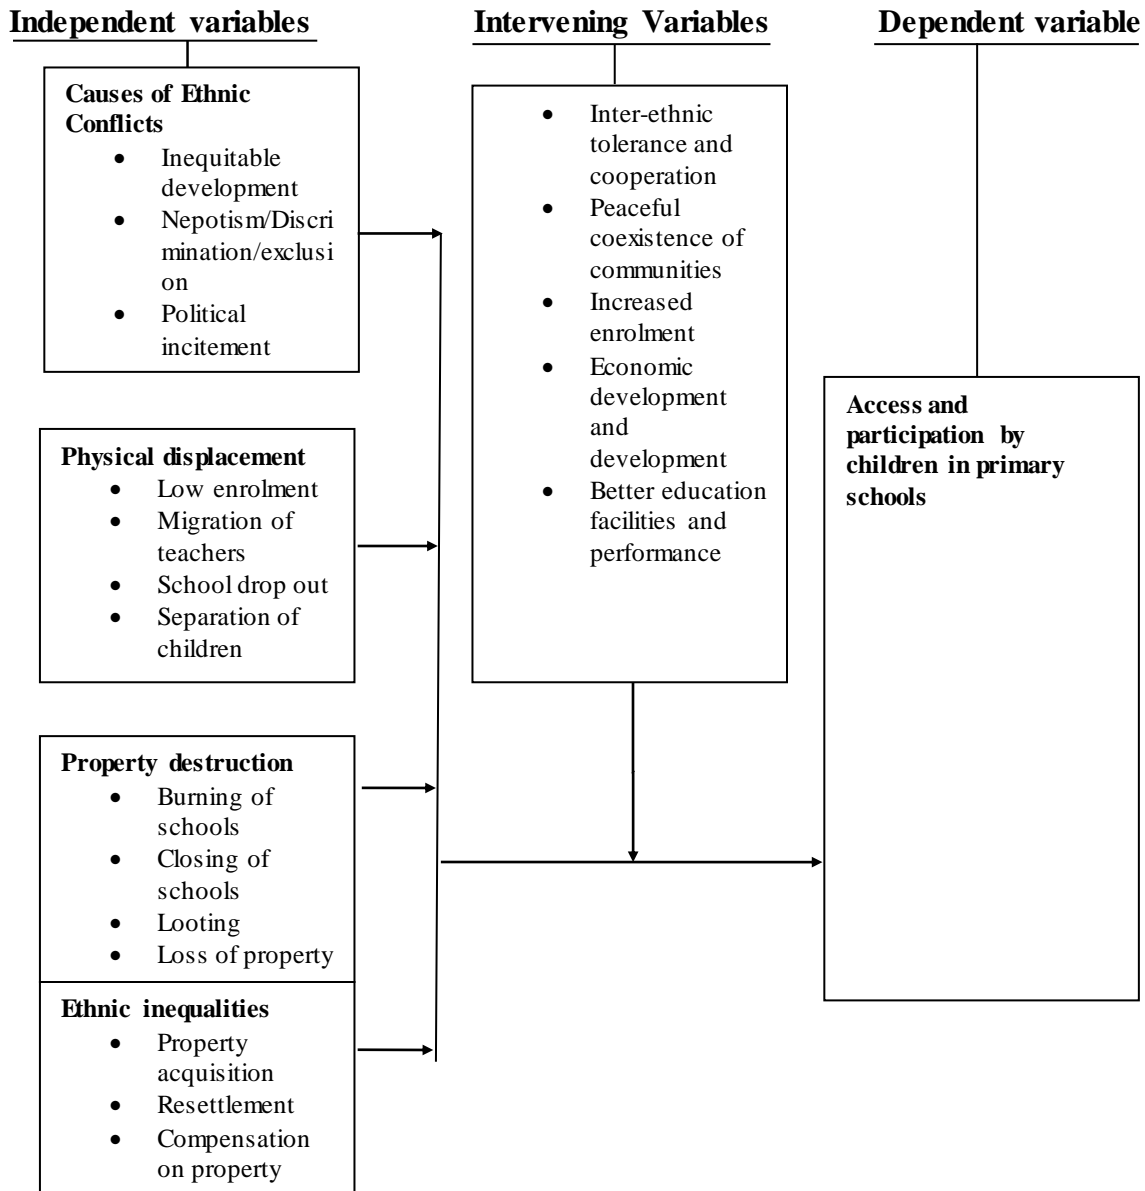 Independent variables
Intervening Variables
Dependent variable
Causes of Ethnic
Conflicts
• Inequitable
development
• Nepotism/Discri
mination/exclusi
on
• Political
incitement
Physical displacement
• Low enrolment
• Migration of
teachers
• School drop out
• Separation of
children
Property destruction
• Burning of
schools
• Closing of
schools
• Looting
• Loss of property
Ethnic inequalities
• Property
acquisition
• Resettlement
• Compensation
on property
• Inter-ethnic
tolerance and
cooperation
• Peaceful
coexistence of
communities
• Increased
enrolment
• Economic
development
and
development
• Better education
facilities and
performance
Access and
participation by
children in primary
schools